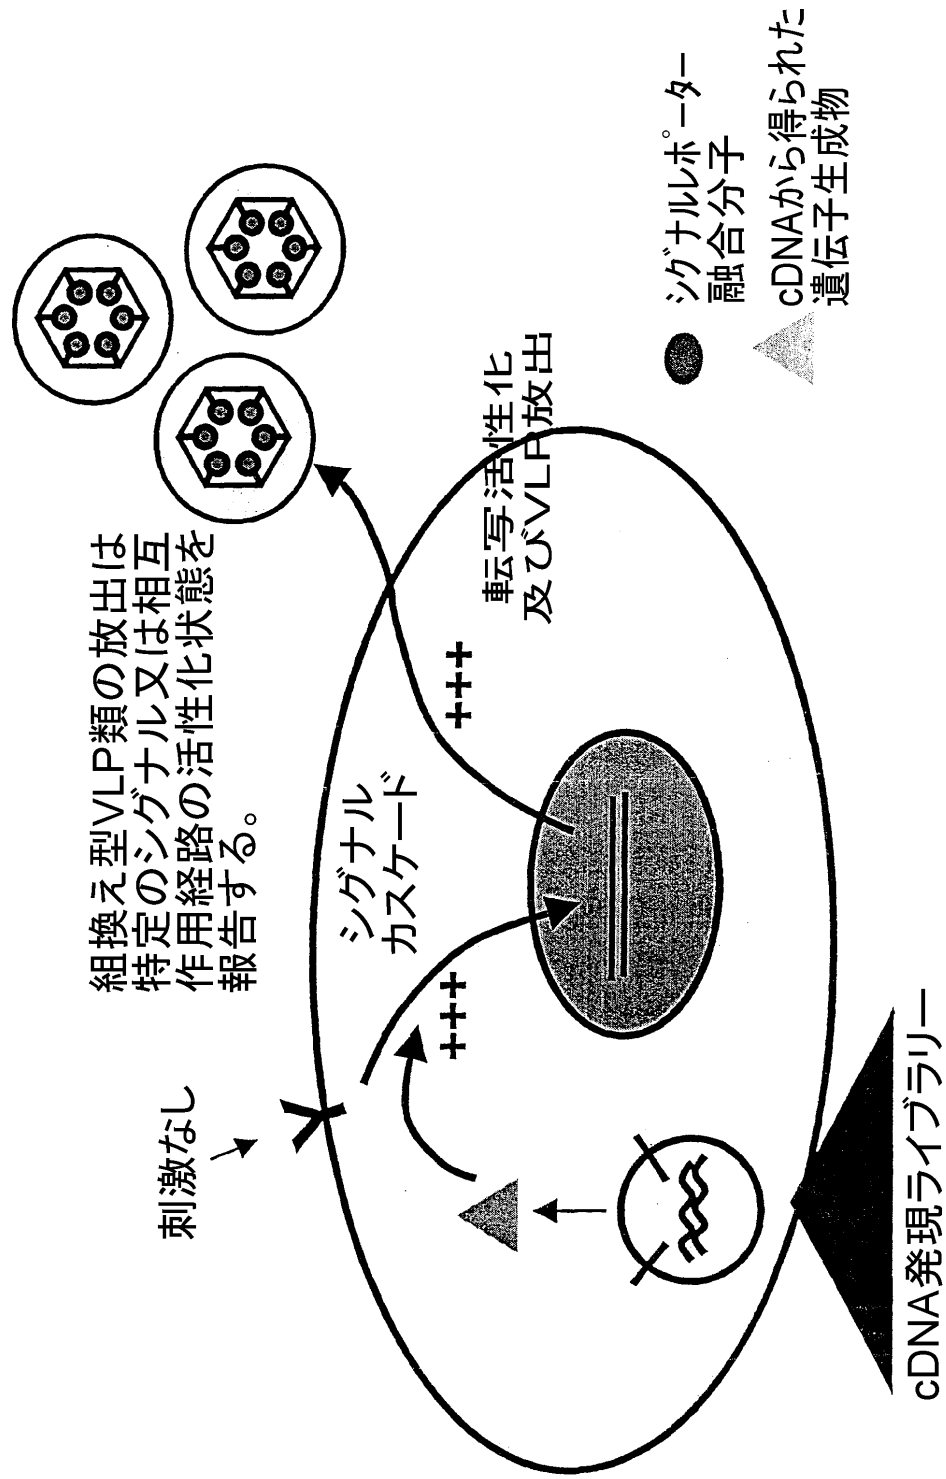 組換え型VLP類の放出は
特定のシグナル又は相互
作用経路の活性化状態を
報告する。
刺激なし
シグナル
カスケード
+++
+++
転写活性化
及びVLP放出
シグナルレポーター
融合分子
cDNAから得られた
遺伝子生成物
cDNA発現ライブラリー